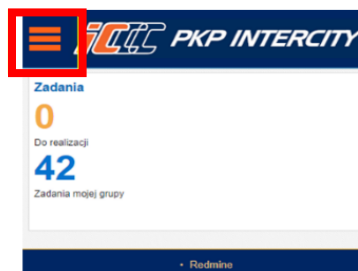 PKP INTERCITY
Zadania
0
Do realizacji
42
Zadania mojej grupy
• Redmine